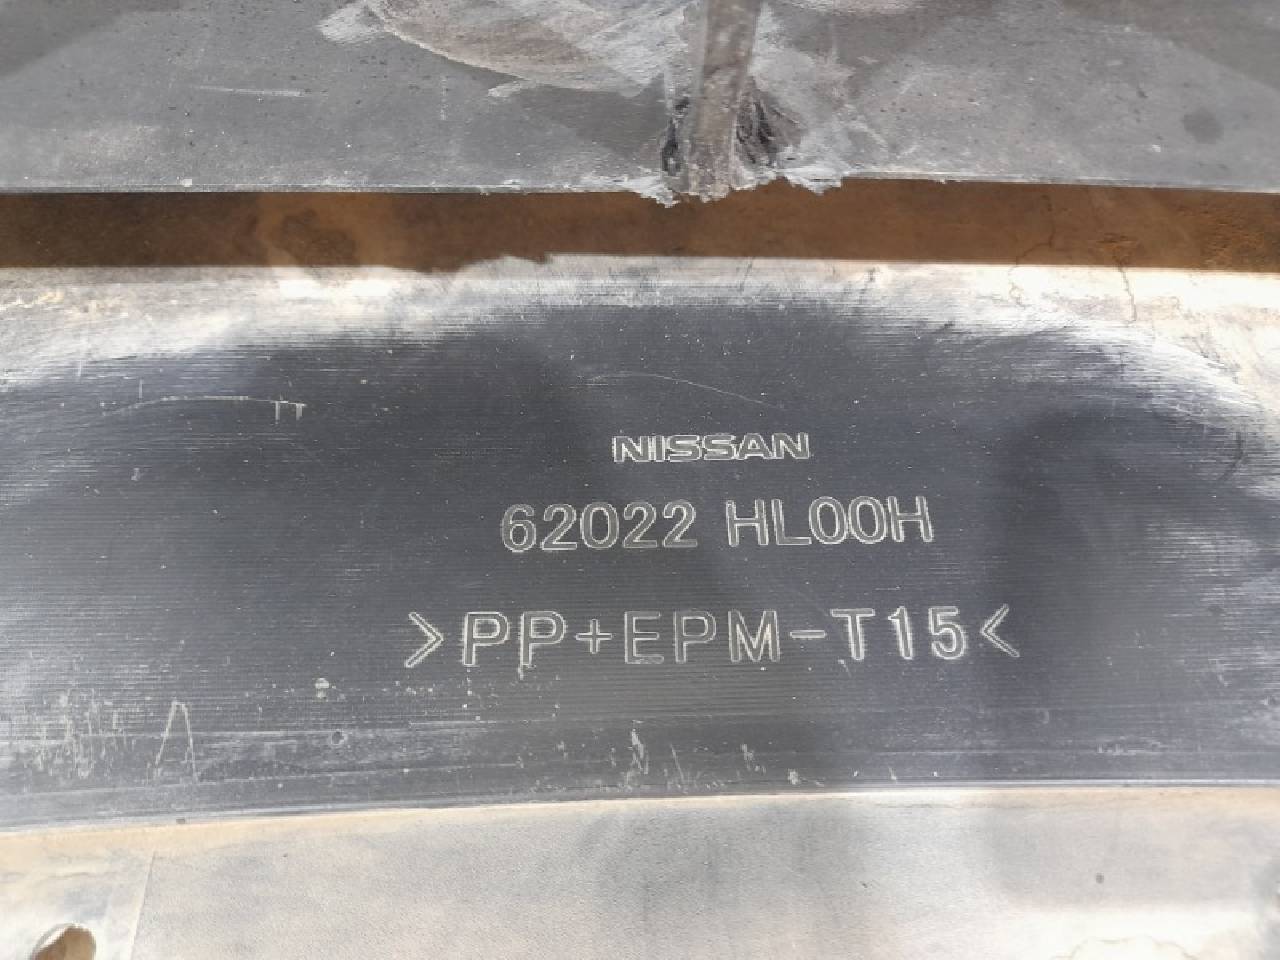 NISSAN
62022 HL00H
>PP+EPM-T15<